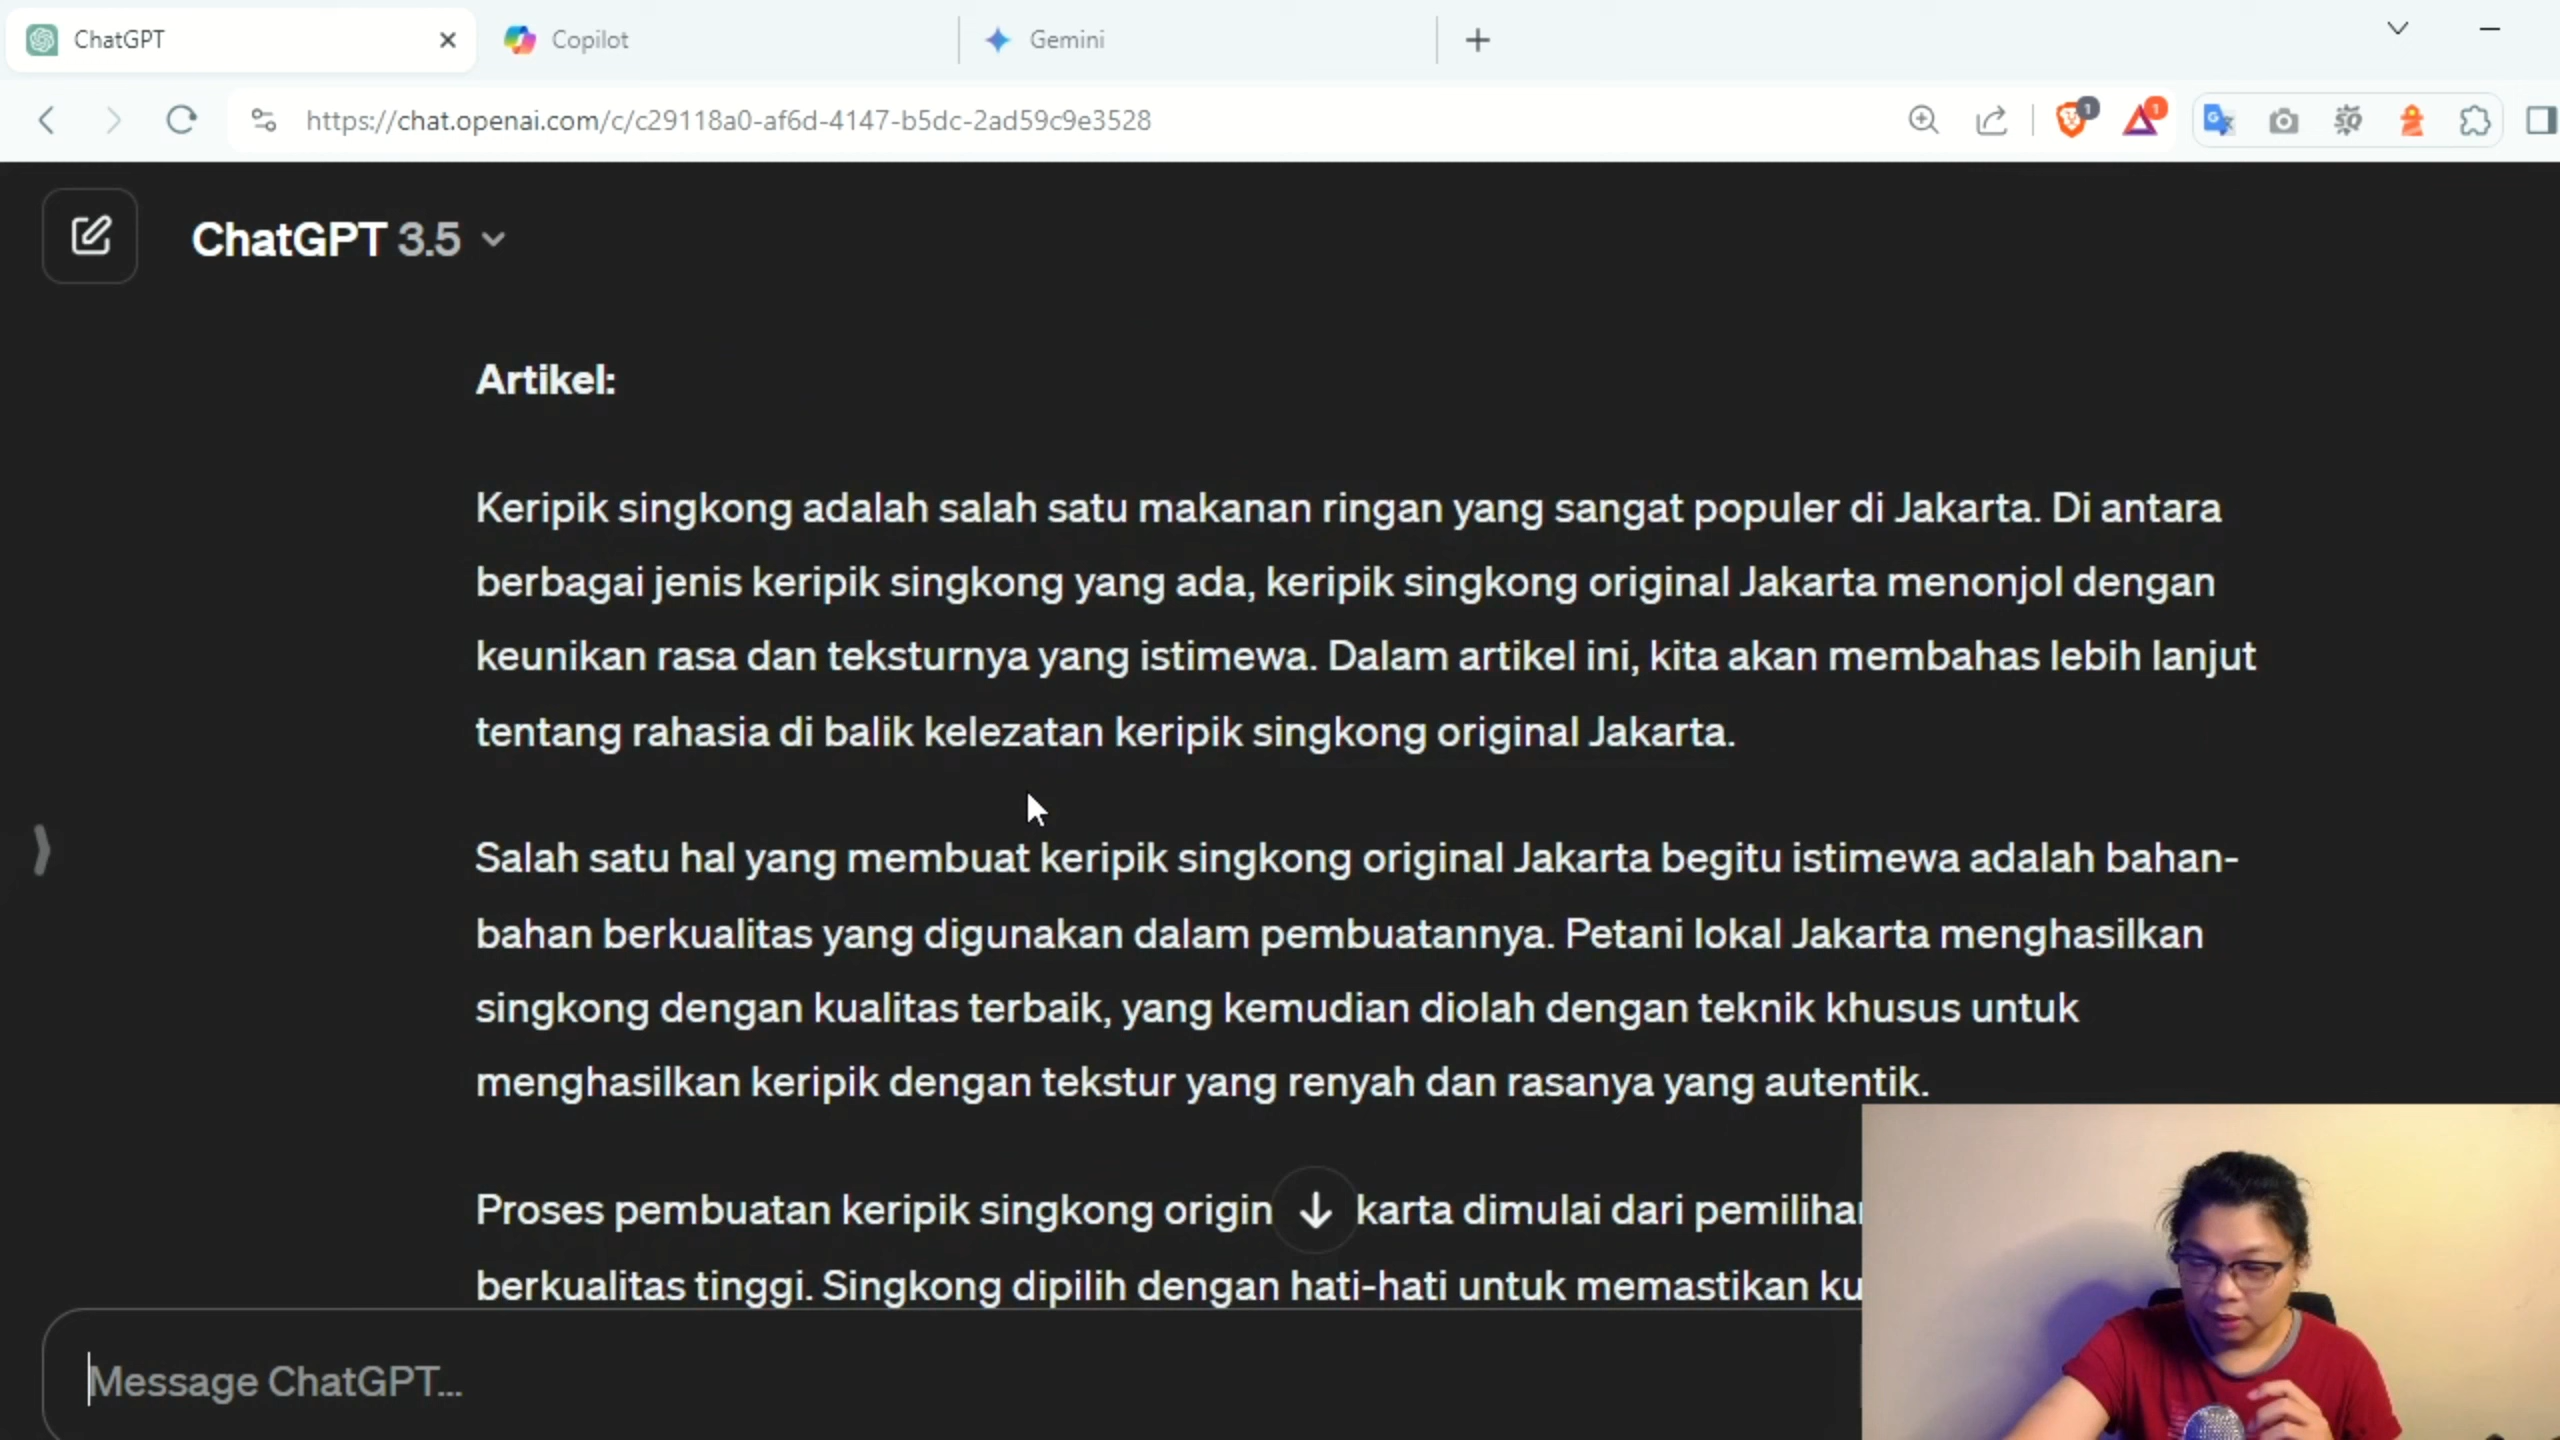 ChatGPT
Copilot
Gemini
https://chat.openai.com/c/c29118a0-af6d-4147-b5dc-2ad59c9e3528
1
1
SQ
ChatGPT 3.5
Artikel:
Keripik singkong adalah salah satu makanan ringan yang sangat populer di Jakarta. Di antara
berbagai jenis keripik singkong yang ada, keripik singkong original Jakarta menonjol dengan
keunikan rasa dan teksturnya yang istimewa. Dalam artikel ini, kita akan membahas lebih lanjut
tentang rahasia di balik kelezatan keripik singkong original Jakarta.
Salah satu hal yang membuat keripik singkong original Jakarta begitu istimewa adalah bahan-
bahan berkualitas yang digunakan dalam pembuatannya. Petani lokal Jakarta menghasilkan
singkong dengan kualitas terbaik, yang kemudian diolah dengan teknik khusus untuk
menghasilkan keripik dengan tekstur yang renyah dan rasanya yang autentik.
Proses pembuatan keripik singkong origin karta dimulai dari pemilihan
berkualitas tinggi. Singkong dipilih dengan hati-hati untuk memastikan ku
Message ChatGPT...